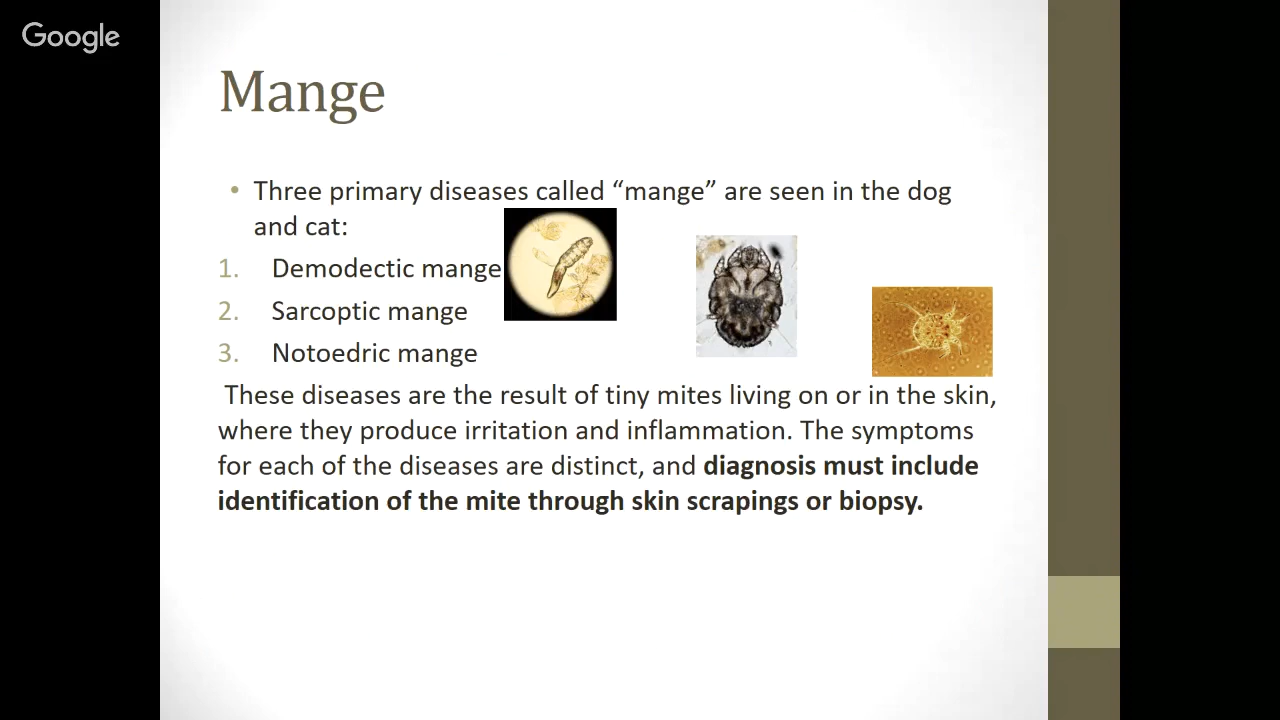 Google
Mange
• Three primary diseases called “mange” are seen in the dog
and cat:
1. Demodectic mange
2. Sarcoptic mange
3. Notoedric mange
These diseases are the result of tiny mites living on or in the skin,
where they produce irritation and inflammation. The symptoms
for each of the diseases are distinct, and diagnosis must include
identification of the mite through skin scrapings or biopsy.